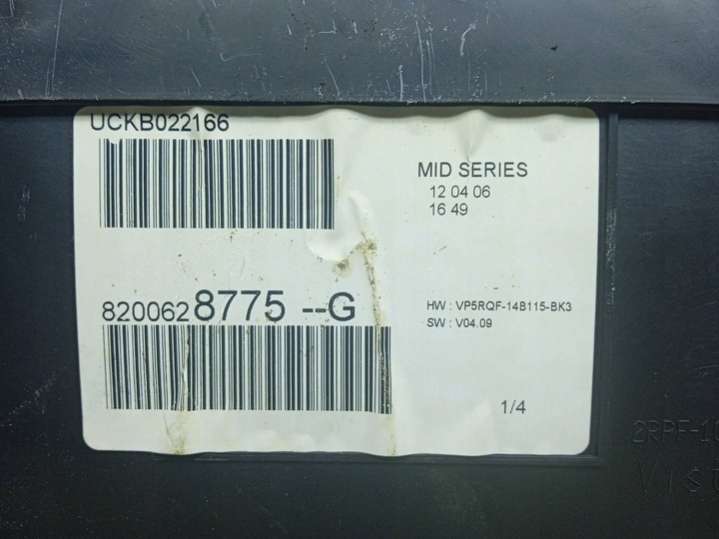 UCKB022166
MID SERIES
12 04 06
16 49
8200628775 --G
HW : VP5RQF-14B115-BK3
SW : V04.09
1/4